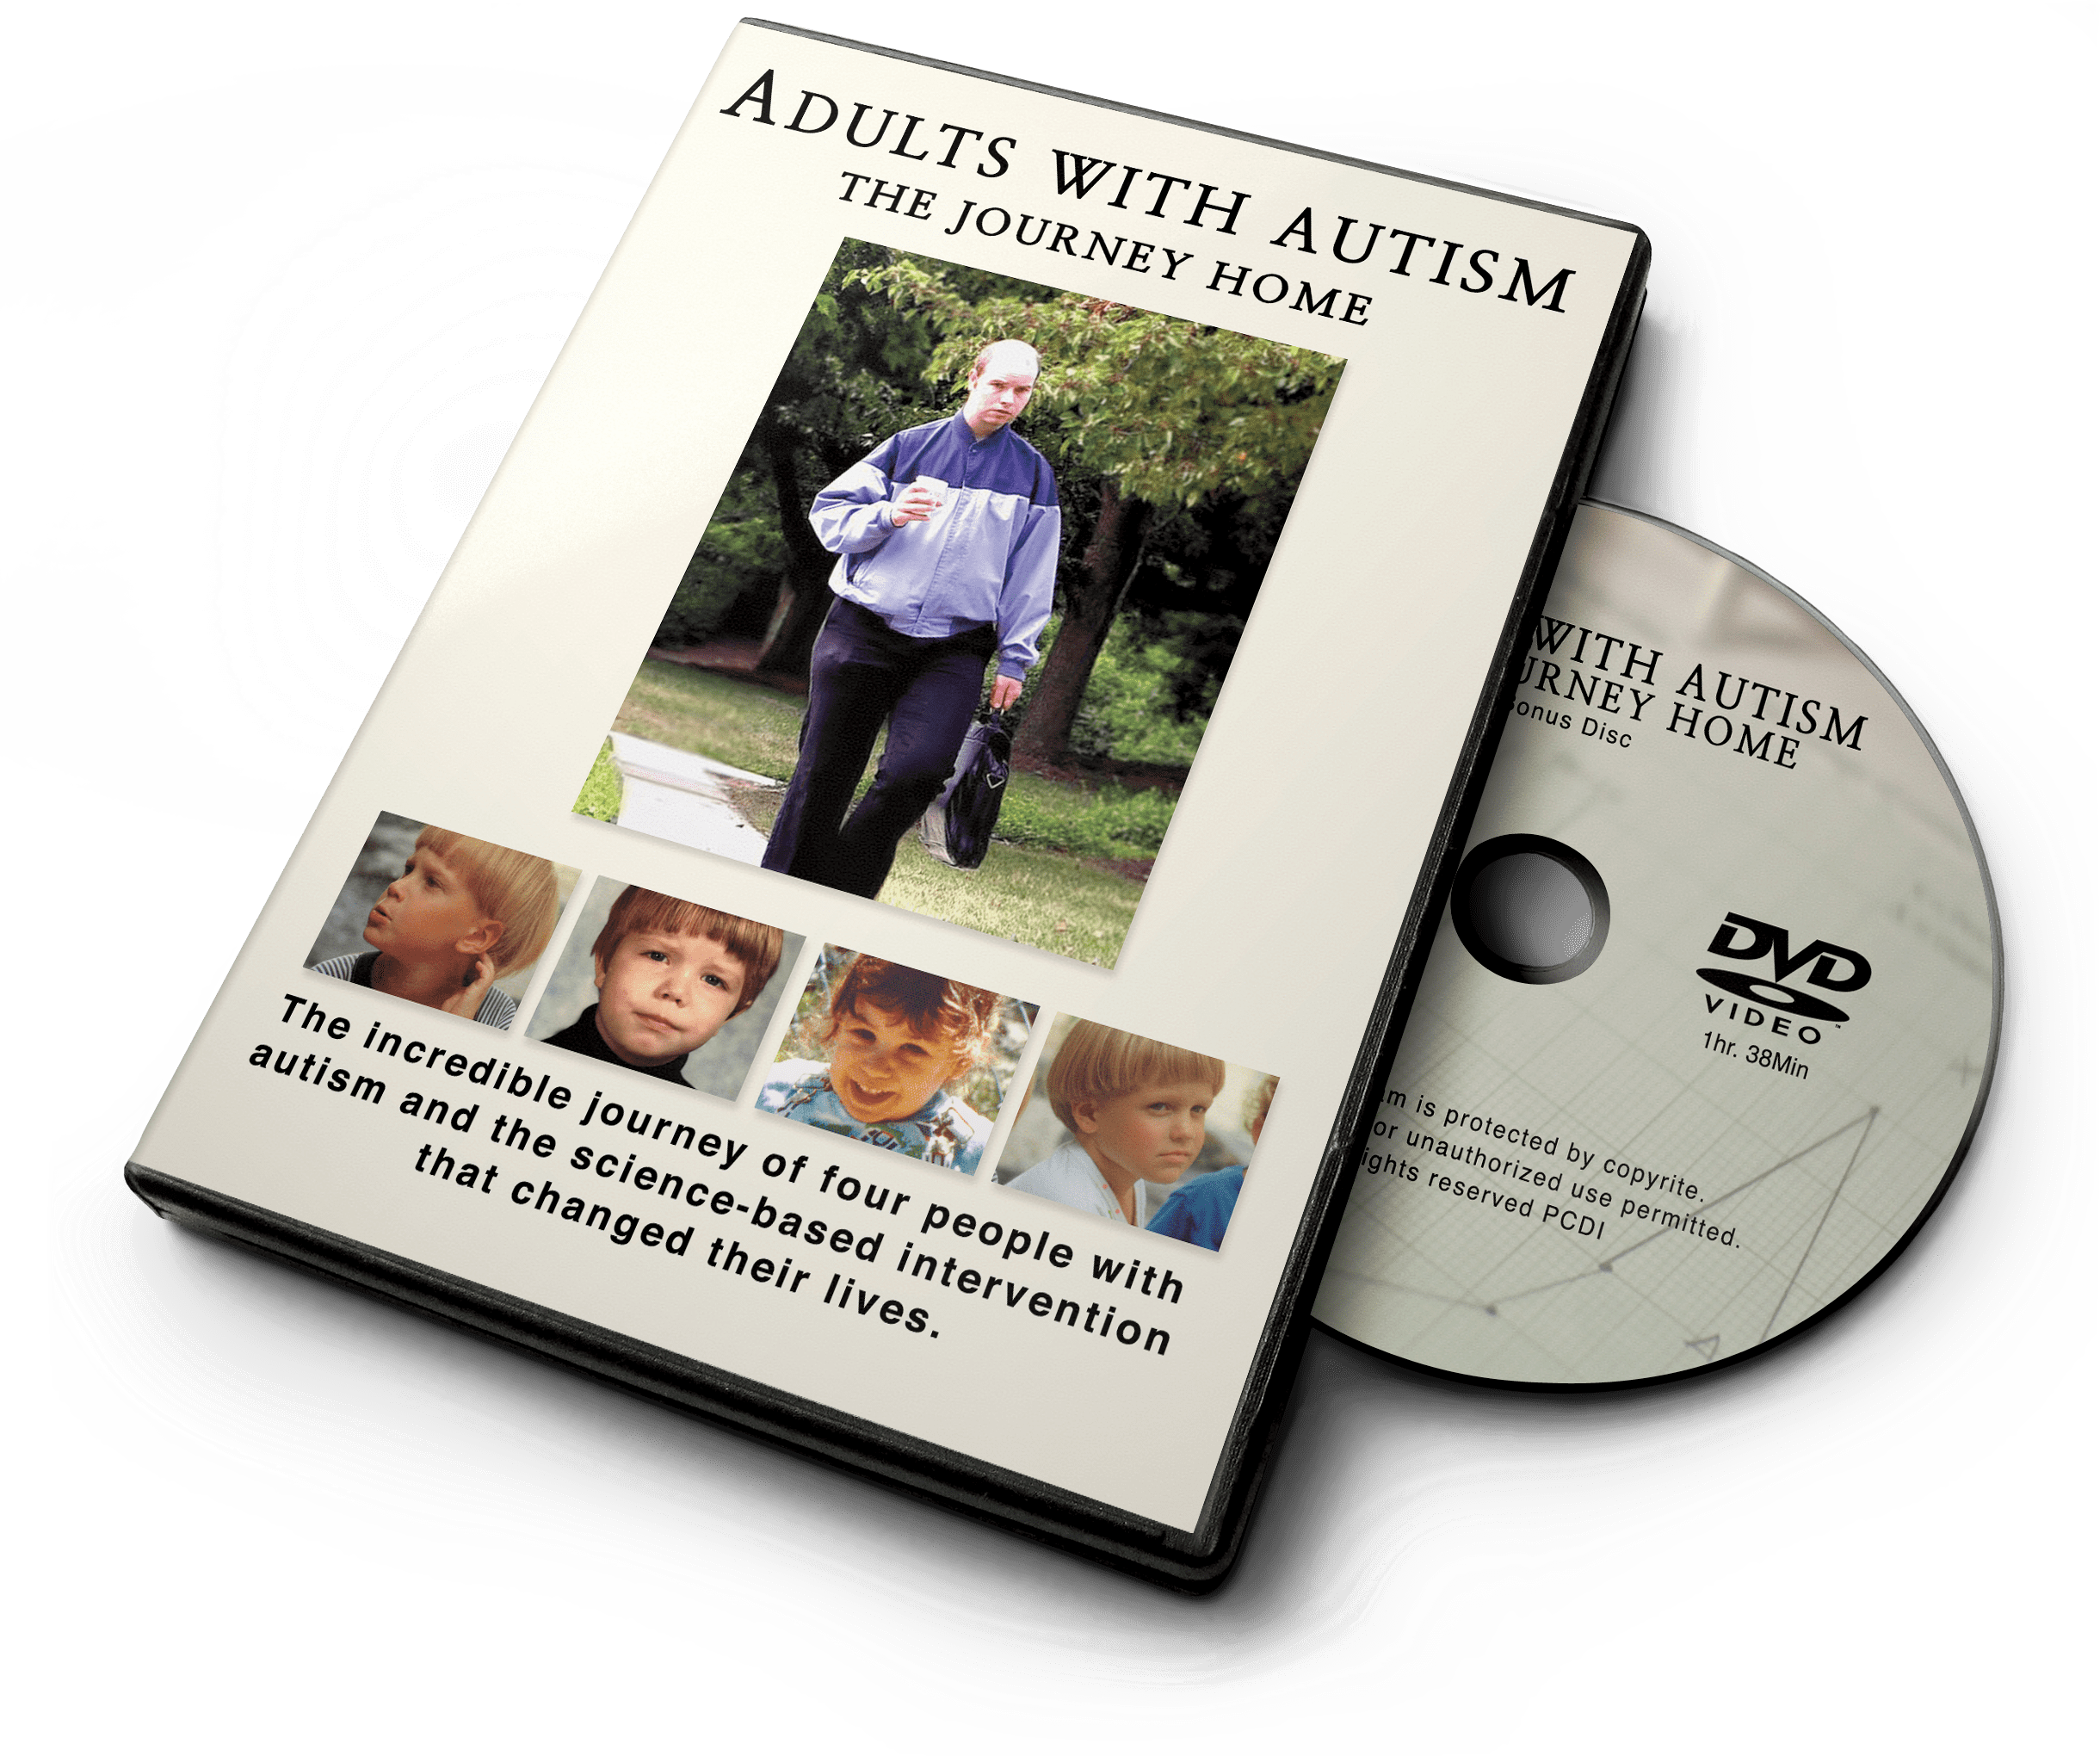 ADULTS WITH AUTISM
THE JOURNEY HOME
The incredible journey of four people with
autism and the science-based intervention
that changed their lives.
WITH AUTISM
URNEY HOME
Bonus Disc
DVD
VIDEO
1hr. 38Min
am is protected by copyrite.
or unauthorized use permitted.
ights reserved PCDI